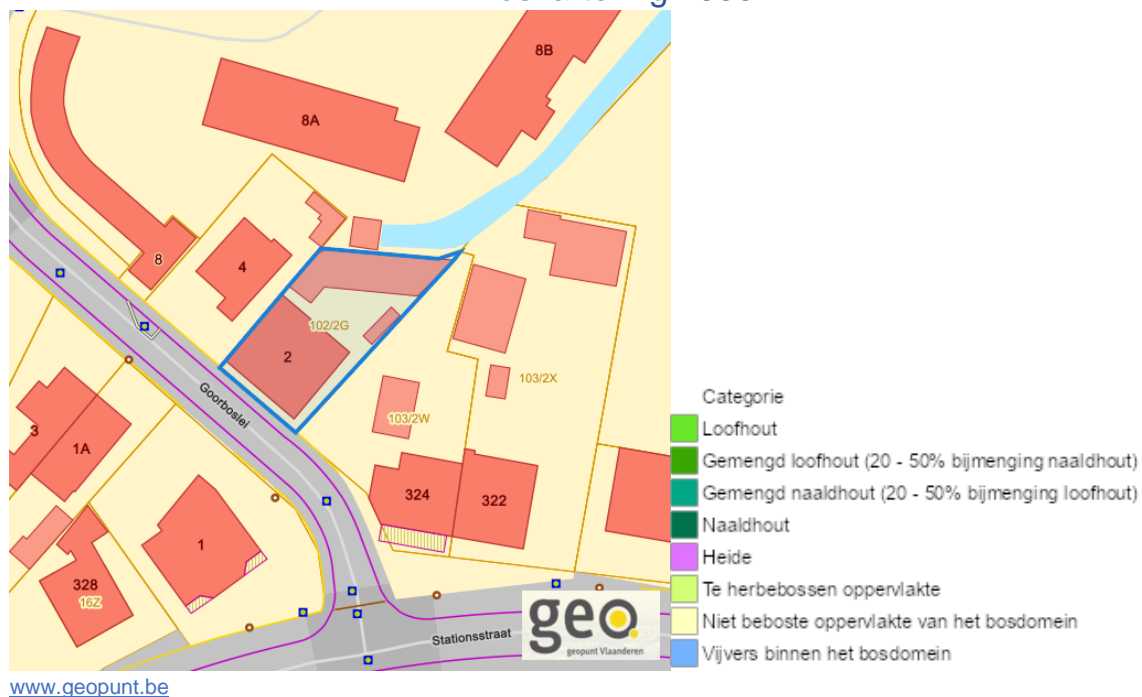 8B
8A
8
4
102/2G
2
103/2X
Goorboslei
103/2W
3
1A
324
322
1
328
16Z
Stationsstraat
geo
geopunt Vlaanderen
Categorie
Loofhout
Gemengd loofhout (20 - 50% bijmenging naaldhout)
Gemengd naaldhout (20 - 50% bijmenging loofhout)
Naaldhout
Heide
Te herbebossen oppervlakte
Niet beboste oppervlakte van het bosdomein
Vijvers binnen het bosdomein
www.geopunt.be